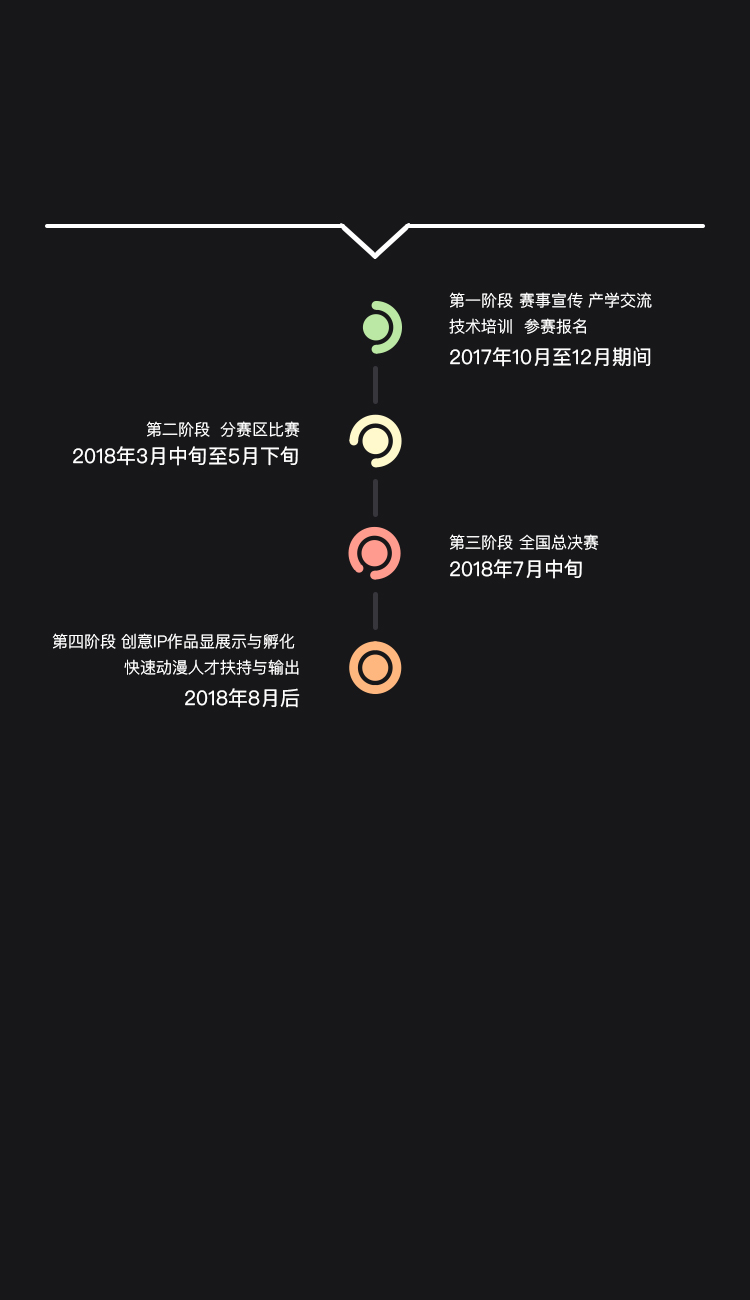 第一阶段 赛事宣传 产学交流
技术培训 参赛报名
2017年10月至12月期间
第二阶段 分赛区比赛
2018年3月中旬至5月下旬
第三阶段 全国总决赛
2018年7月中旬
第四阶段 创意IP作品显展示与孵化
快速动漫人才扶持与输出
2018年8月后